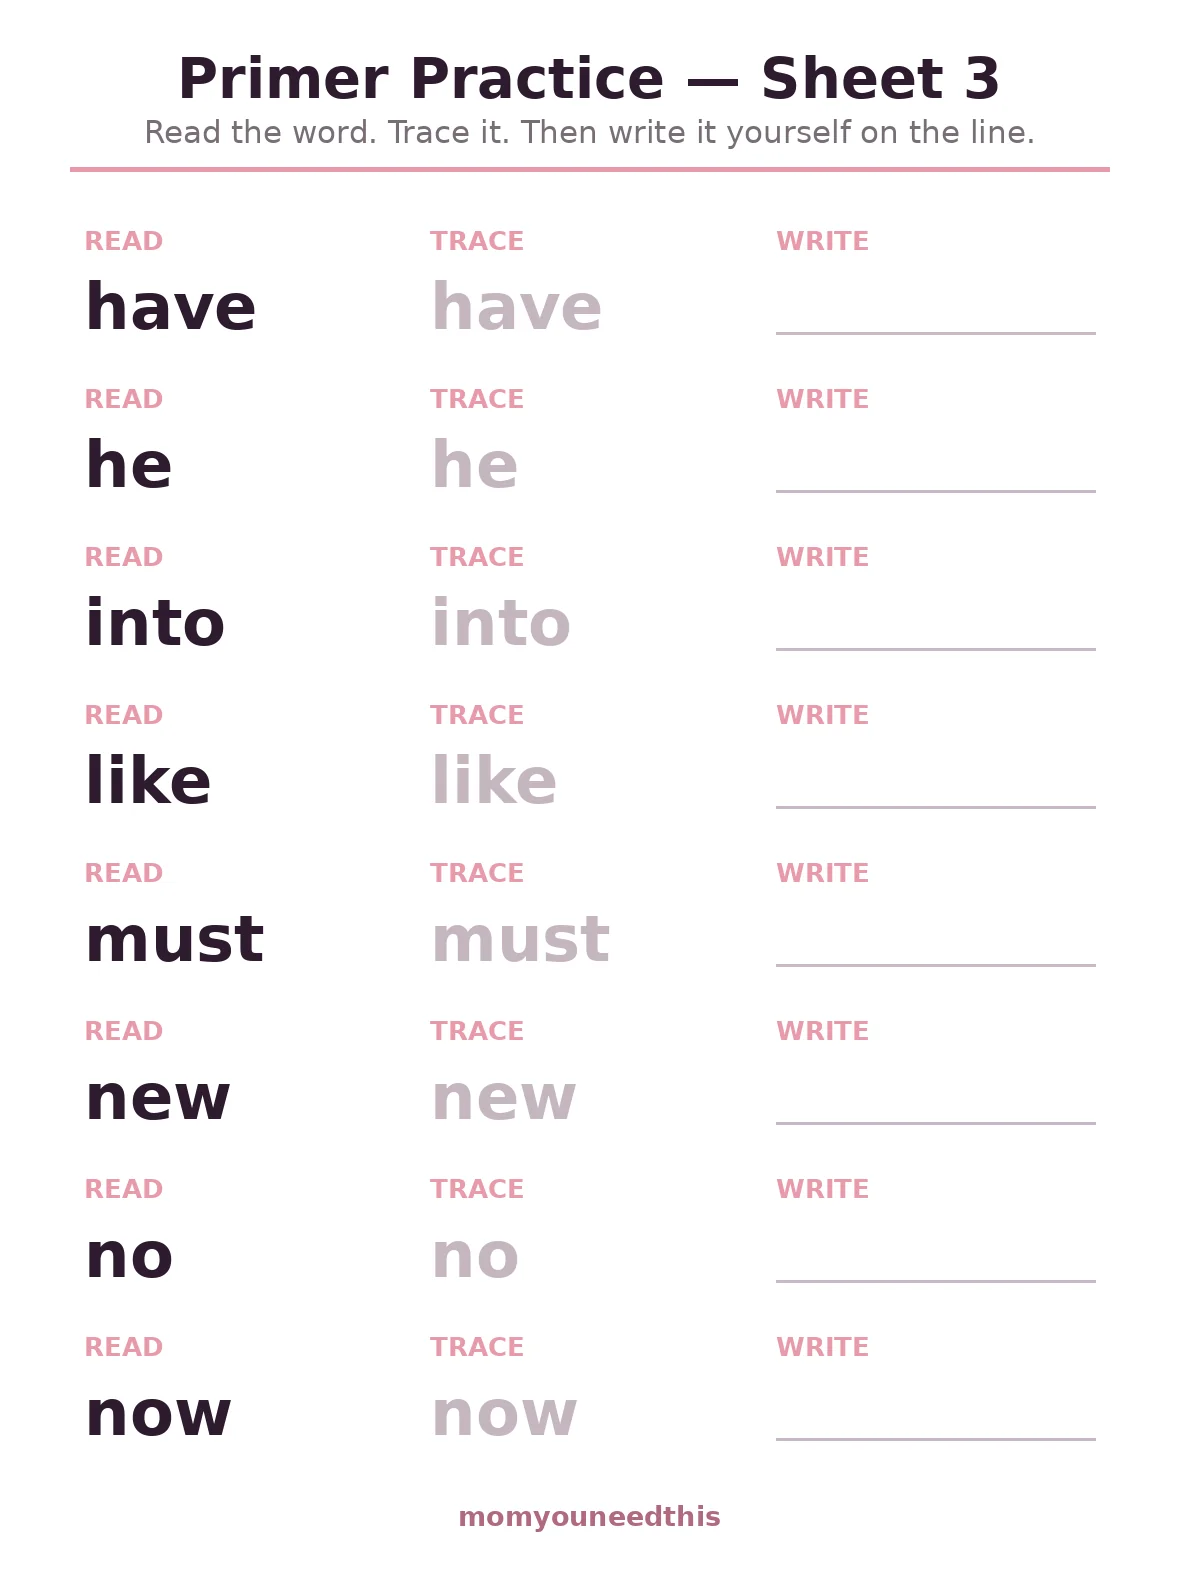 Primer Practice — Sheet 3
Read the word. Trace it. Then write it yourself on the line.
READ TRACE WRITE
have have
READ TRACE WRITE
he he
READ TRACE WRITE
into into
READ TRACE WRITE
like like
READ TRACE WRITE
must must
READ TRACE WRITE
new new
READ TRACE WRITE
no no
READ TRACE WRITE
now now
momyouneedthis